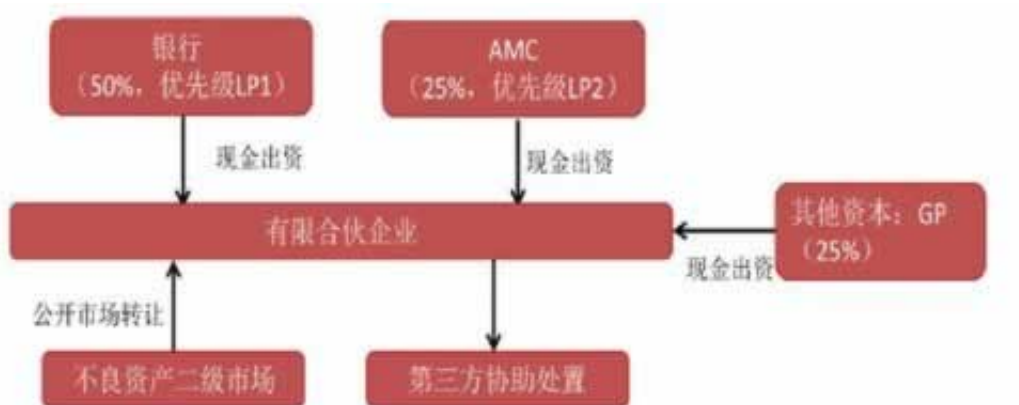 银行
（50%，优先级LP1）
AMC
（25%，优先级LP2）
现金出资
现金出资
有限合伙企业
其他资本：GP
（25%）
现金出资
公开市场转让
不良资产二级市场
第三方协助处置